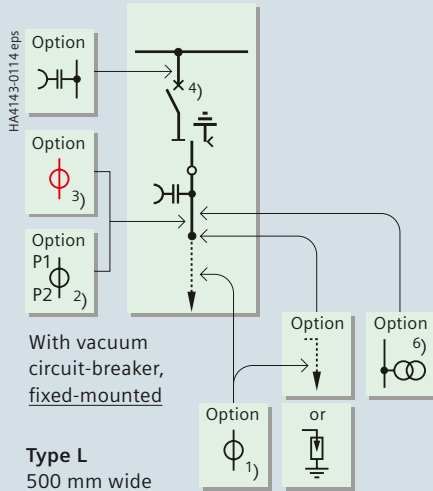 HA4143-0114 eps
Option
4)
Option
3)
Option
P1
P2 2)
With vacuum
circuit-breaker,
fixed-mounted
Option
Option
6)
Option
1)
or
Type L
500 mm wide